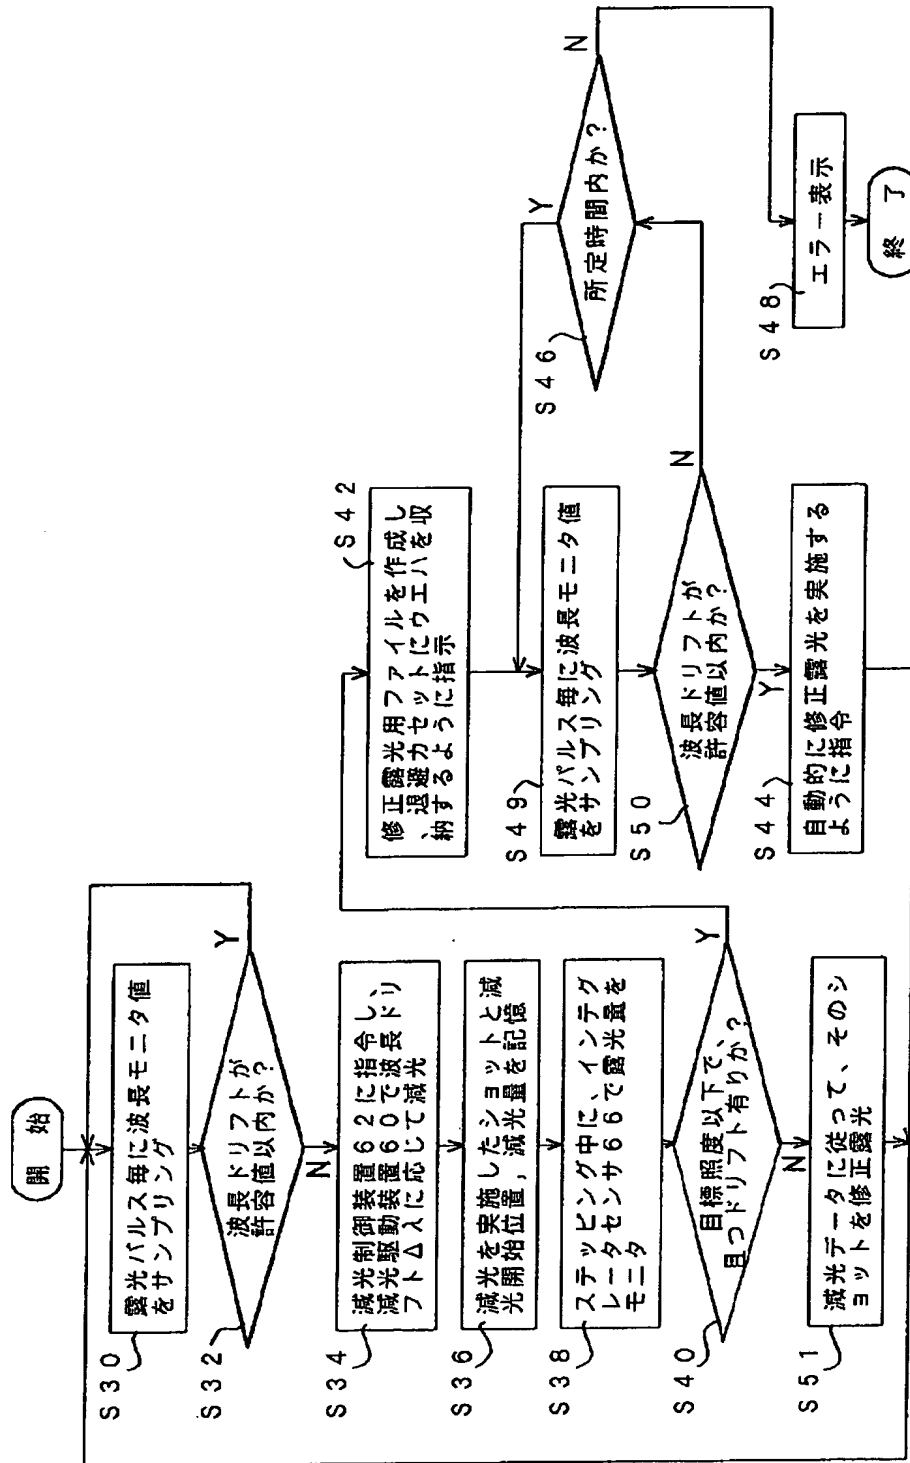 開 始
S30
露光パルス毎に波長モニタ値
をサンプリング
S32
波長ドリフトが
許容値以内か?
Y
N
S34
減光制御装置62に指令し、
減光駆動装置60で波長ドリ
フトΔλに応じて減光
S36
減光を実施したショットと減
光開始位置，減光量を記憶
S38
ステッピング中に、インテグ
レータセンサ66で露光量を
モニタ
S40
目標照度以下で、
且つドリフト有りか?
Y
N
S51
減光データに従って、そのシ
ョットを修正露光
S42
修正露光用ファイルを作成し
、退避カセットにウエハを収
納するように指示
S49
露光パルス毎に波長モニタ値
をサンプリング
S50
波長ドリフトが
許容値以内か?
N
Y
S44
自動的に修正露光を実施する
ように指令
S46
所定時間内か?
Y
N
S48
エラー表示
終 了